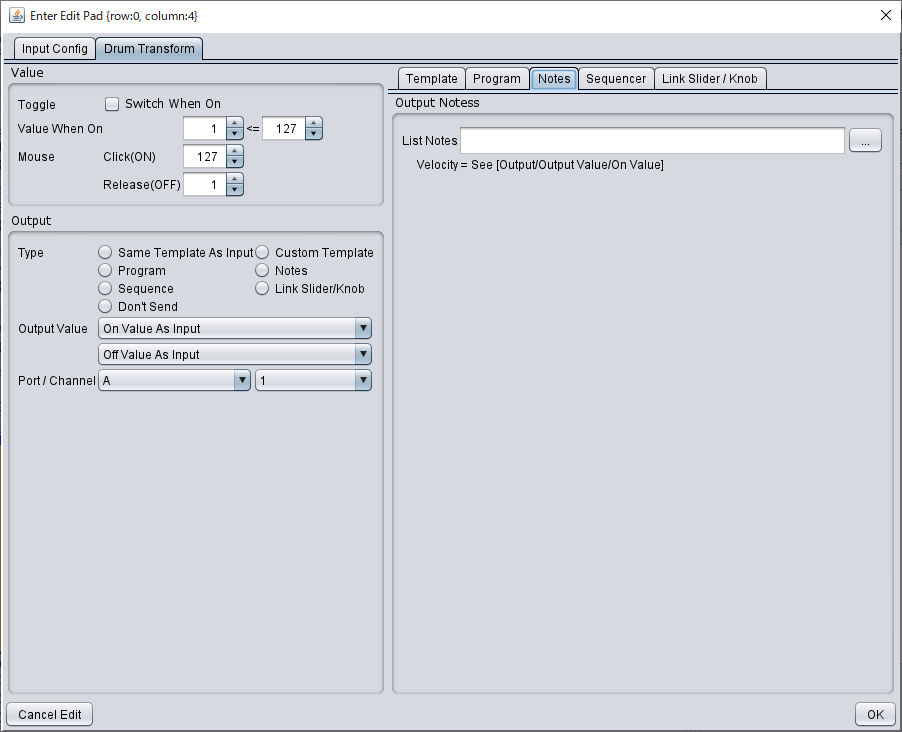 Enter Edit Pad {row:0, column:4}
Input Config
Drum Transform
Value
Toggle
Switch When On
Value When On
1
<=
127
Mouse
Click(ON)
127
Release(OFF)
1
Output
Type
Same Template As Input
Custom Template
Program
Notes
Sequence
Link Slider/Knob
Don't Send
Output Value
On Value As Input
Off Value As Input
Port / Channel
A
1
Template
Program
Notes
Sequencer
Link Slider / Knob
Output Notess
List Notes
...
Velocity = See [Output/Output Value/On Value]
Cancel Edit
OK